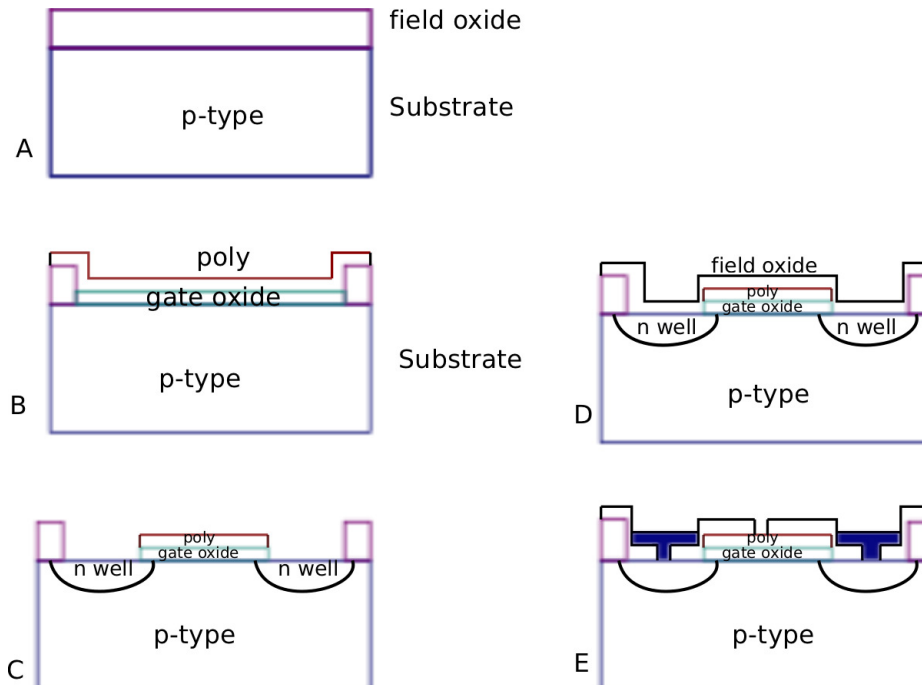 field oxide
p-type
Substrate
A
poly
gate oxide
p-type
Substrate
B
poly
gate oxide
n well
n well
p-type
C
field oxide
poly
gate oxide
n well
n well
p-type
D
poly
gate oxide
p-type
E